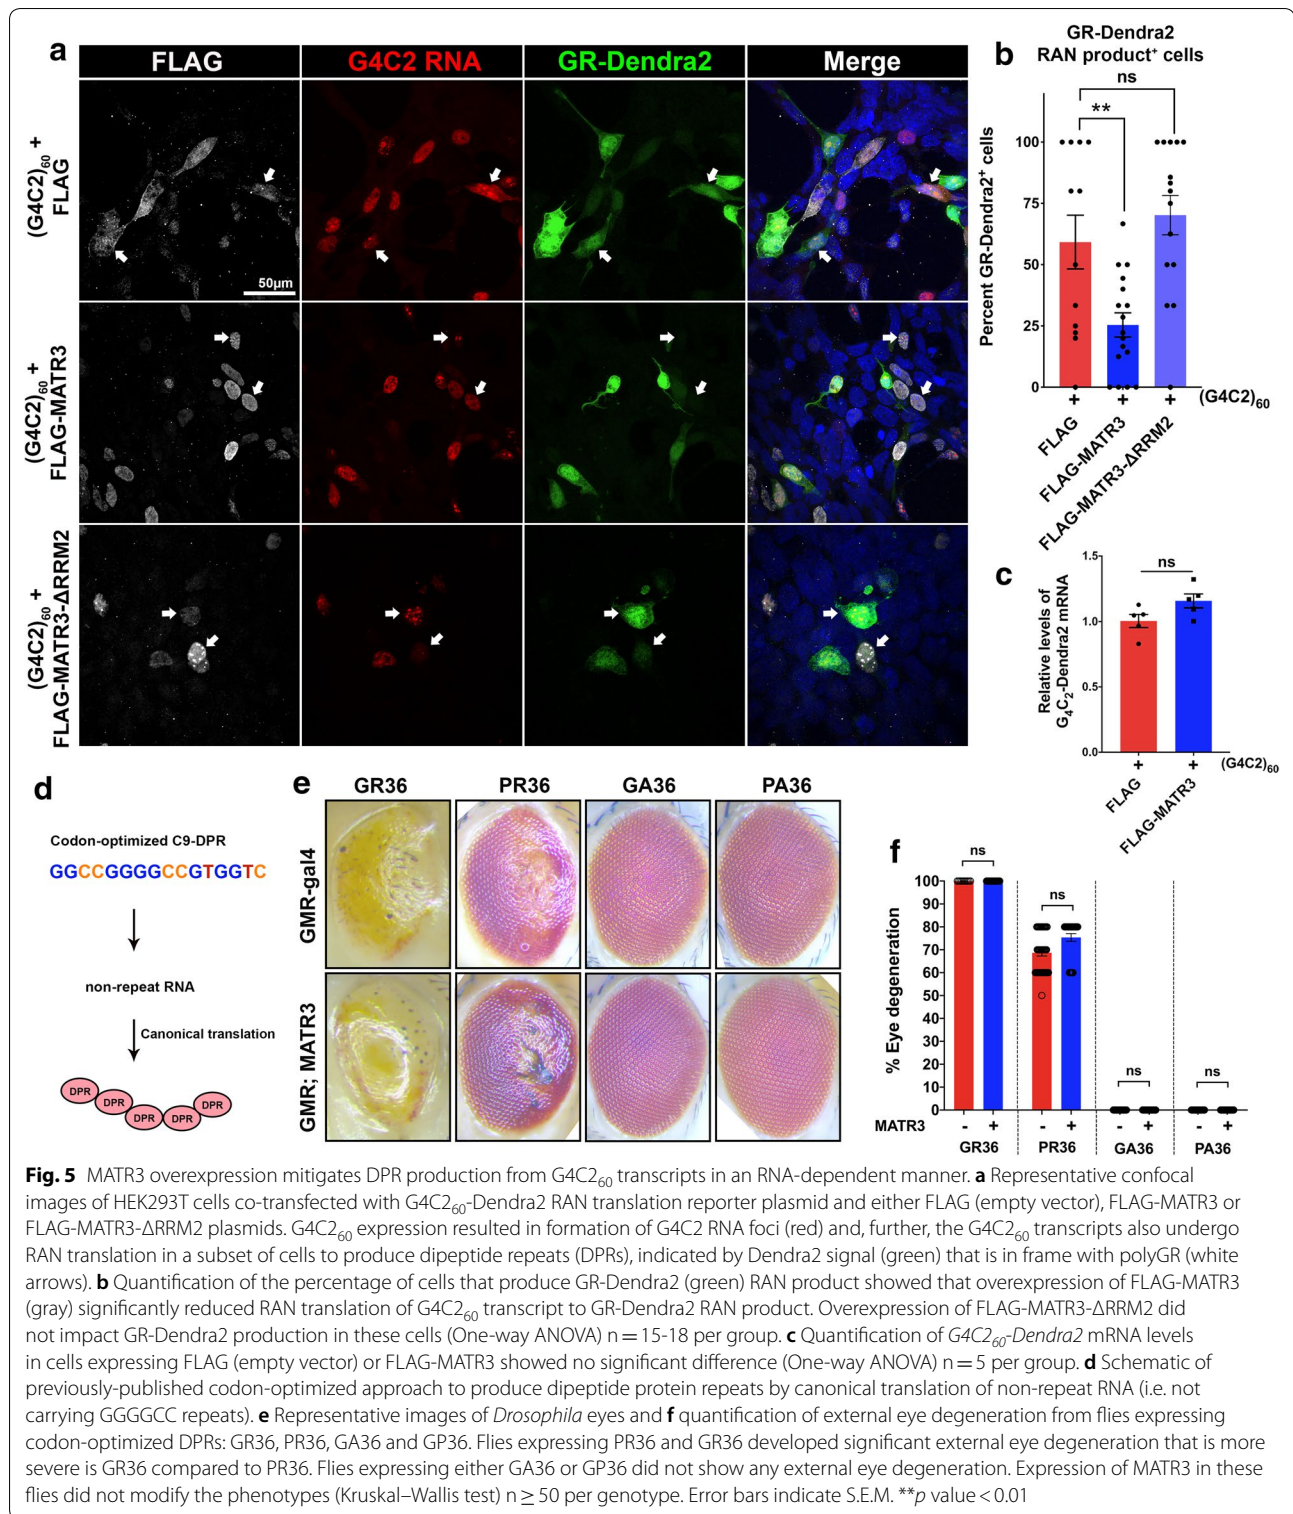 a
FLAG
G4C2 RNA
GR-Dendra2
Merge
(G4C2)60 +
FLAG
50µm
(G4C2)60 +
FLAG-MATR3
(G4C2)60 +
FLAG-MATR3-ΔRRM2
b
GR-Dendra2
RAN product+ cells
ns
**
Percent GR-Dendra2+ cells
100
75
50
25
0
+ + + (G4C2)60
FLAG
FLAG-MATR3
FLAG-MATR3-ΔRRM2
c
Relative levels of
G4C2-Dendra2 mRNA
1.5
1.0
0.5
0.0
ns
+ + (G4C2)60
FLAG
FLAG-MATR3
d
Codon-optimized C9-DPR
GGCCGGGGCCGTGGTC
non-repeat RNA
Canonical translation
DPR DPR DPR DPR DPR
e
GR36 PR36 GA36 PA36
GMR-gal4
GMR; MATR3
f
% Eye degeneration
100
90
80
70
60
50
40
30
20
10
0
ns ns ns ns
MATR3 - + - + - + - +
GR36 PR36 GA36 PA36
Fig. 5 MATR3 overexpression mitigates DPR production from G4C260 transcripts in an RNA-dependent manner. a Representative confocal
images of HEK293T cells co-transfected with G4C260-Dendra2 RAN translation reporter plasmid and either FLAG (empty vector), FLAG-MATR3 or
FLAG-MATR3-ΔRRM2 plasmids. G4C260 expression resulted in formation of G4C2 RNA foci (red) and, further, the G4C260 transcripts also undergo
RAN translation in a subset of cells to produce dipeptide repeats (DPRs), indicated by Dendra2 signal (green) that is in frame with polyGR (white
arrows). b Quantification of the percentage of cells that produce GR-Dendra2 (green) RAN product showed that overexpression of FLAG-MATR3
(gray) significantly reduced RAN translation of G4C260 transcript to GR-Dendra2 RAN product. Overexpression of FLAG-MATR3-ΔRRM2 did
not impact GR-Dendra2 production in these cells (One-way ANOVA) n = 15-18 per group. c Quantification of G4C260-Dendra2 mRNA levels
in cells expressing FLAG (empty vector) or FLAG-MATR3 showed no significant difference (One-way ANOVA) n = 5 per group. d Schematic of
previously-published codon-optimized approach to produce dipeptide protein repeats by canonical translation of non-repeat RNA (i.e. not
carrying GGGGCC repeats). e Representative images of Drosophila eyes and f quantification of external eye degeneration from flies expressing
codon-optimized DPRs: GR36, PR36, GA36 and GP36. Flies expressing PR36 and GR36 developed significant external eye degeneration that is more
severe is GR36 compared to PR36. Flies expressing either GA36 or GP36 did not show any external eye degeneration. Expression of MATR3 in these
flies did not modify the phenotypes (Kruskal–Wallis test) n ≥ 50 per genotype. Error bars indicate S.E.M. **p value < 0.01